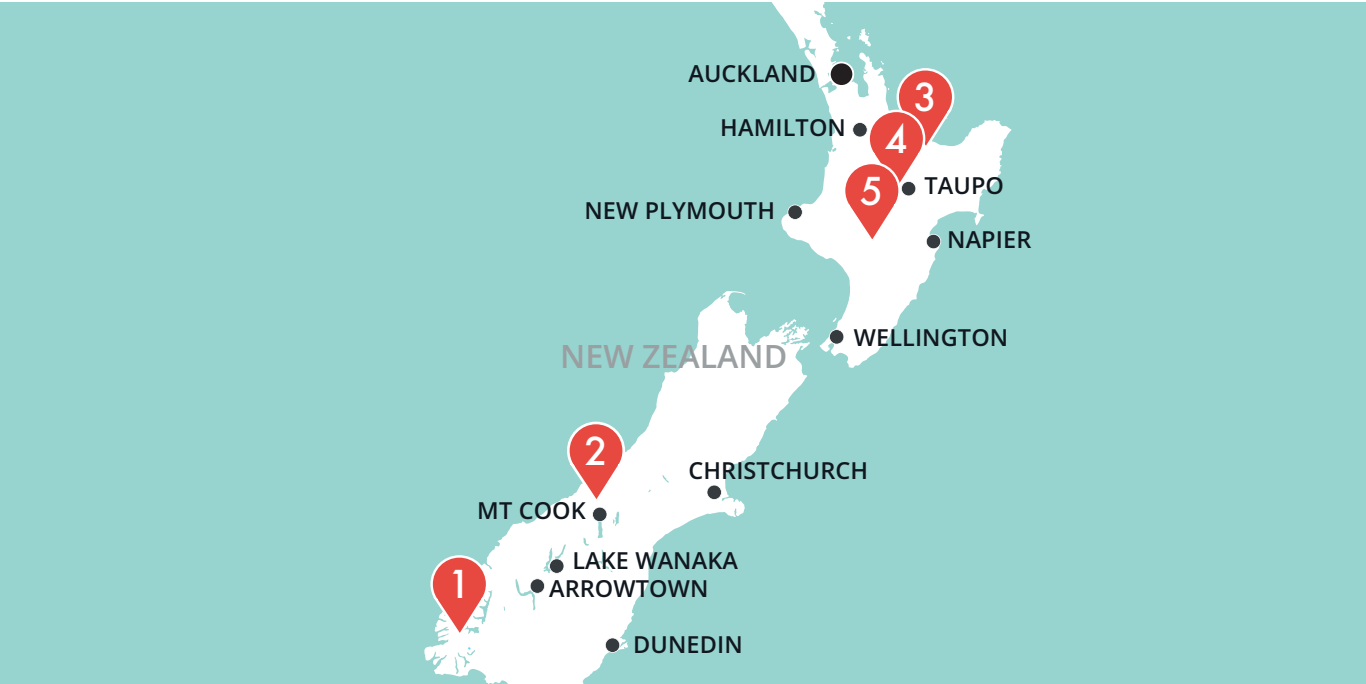 AUCKLAND
3
HAMILTON
4
5
TAUPO
NEW PLYMOUTH
NAPIER
WELLINGTON
NEW ZEALAND
2
CHRISTCHURCH
MT COOK
LAKE WANAKA
1
ARROWTOWN
DUNEDIN